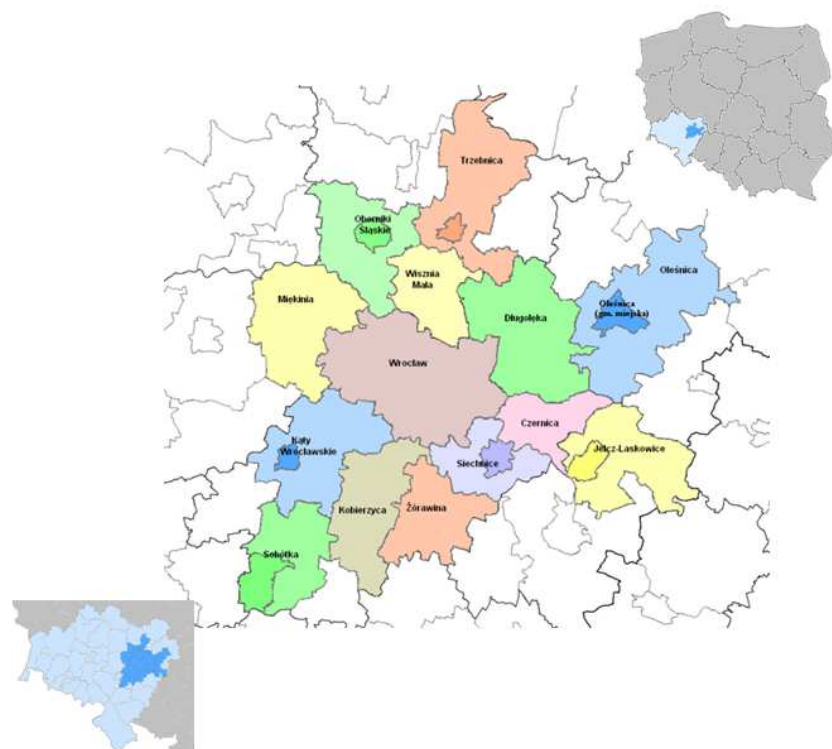 Trzebnica
Oborniki
Śląskie
Wisznia
Mała
Oleśnica
Miękinia
Oleśnica
(gm. miejska)
Długołęka
Wrocław
Czernica
Kąty
Wrocławskie
Siechnice
Jelcz-Laskowice
Kobierzyca
Żórawina
Sobótka